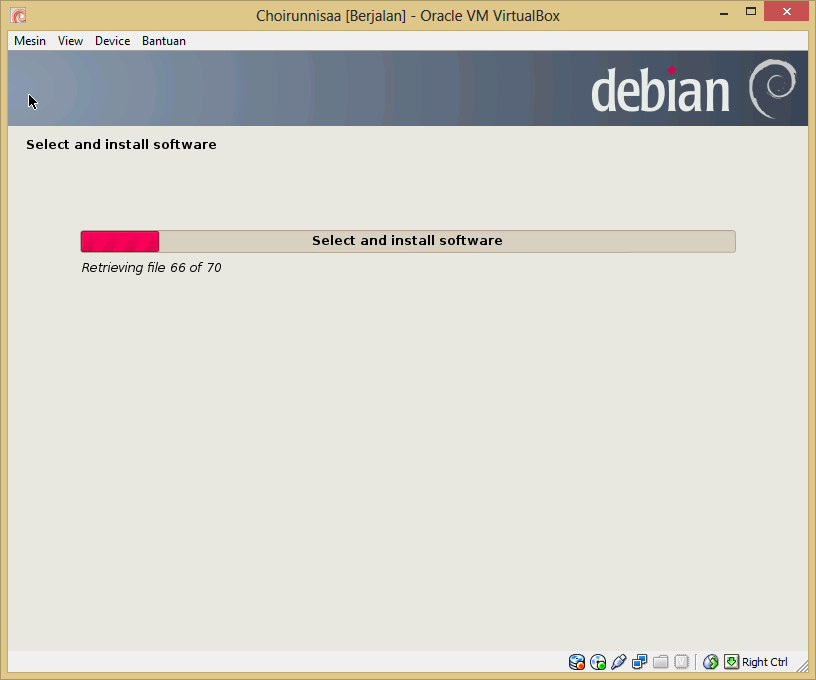 Choirunnisaa [Berjalan] - Oracle VM VirtualBox
Mesin View Device Bantuan
debian
Select and install software
Select and install software
Retrieving file 66 of 70
Right Ctrl